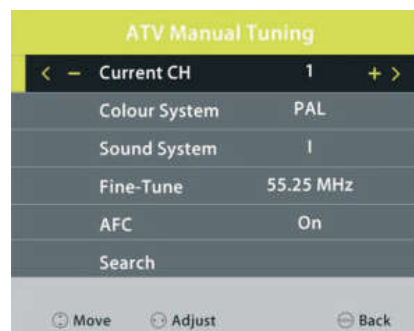 ATV Manual Tuning
< − Current CH 1 + >
Colour System PAL
Sound System I
Fine-Tune 55.25 MHz
AFC On
Search
Move Adjust Back